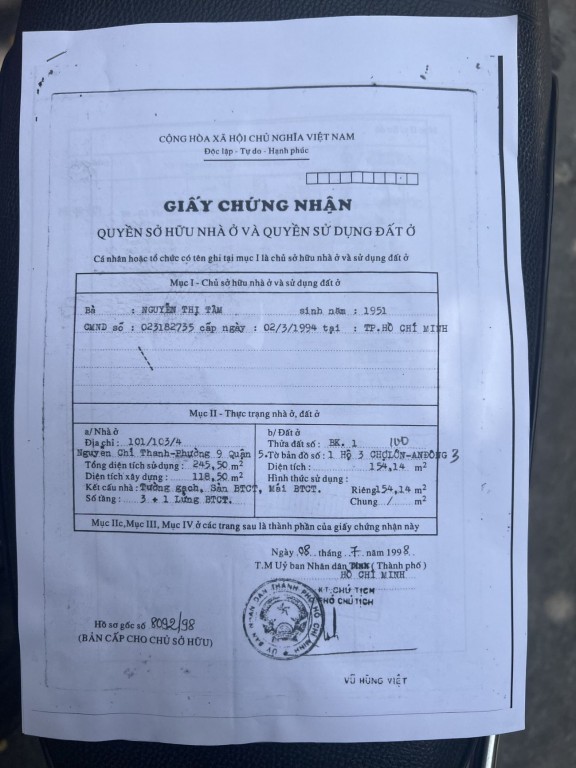 CỘNG HÒA XÃ HỘI CHỦ NGHĨA VIỆT NAM
Độc lập - Tự do - Hạnh phúc
GIẤY CHỨNG NHẬN
QUYỀN SỞ HỮU NHÀ Ở VÀ QUYỀN SỬ DỤNG ĐẤT Ở
Cá nhân hoặc tổ chức có tên ghi tại mục I là chủ sở hữu nhà ở và sử dụng đất ở
Mục I - Chủ sở hữu nhà ở và sử dụng đất ở
Bà : NGUYỄN THỊ TÂM sinh năm : 1951
CMND số : 023182735 cấp ngày : 02/3/1994 tại : TP.HỒ CHÍ MINH
Mục II - Thực trạng nhà ở, đất ở
a/ Nhà ở
Địa chỉ : 101/103/4
Nguyễn Chí Thanh-Phường 9 Quận 5.
Tổng diện tích sử dụng : 245,50 m2
Diện tích xây dựng : 118,50 m2
Kết cấu nhà : Tường gạch, Sàn BTCT, Mái BTCT.
Số tầng : 3 + 1 Lửng BTCT.
b/ Đất ở
Thửa đất số : BK. 1 100
Tờ bản đồ số : 1 Hộ 3 CHỢLỚN-ANĐÔNG 3
Diện tích : 154,14 m2
Hình thức sử dụng :
Riêng 154,14 m2
Chung / m2
Mục IIc, Mục III, Mục IV ở các trang sau là thành phần của giấy chứng nhận này
Ngày 08 tháng 7 năm 1998
T.M Uỷ ban Nhân dân (Thành phố)
HỒ CHÍ MINH
KT.CHỦ TỊCH
PHÓ CHỦ TỊCH
ỦY BAN NHÂN DÂN THÀNH PHỐ HỒ CHÍ MINH
Hồ sơ gốc số 8092/98
(BẢN CẤP CHO CHỦ SỞ HỮU)
VŨ HÙNG VIỆT